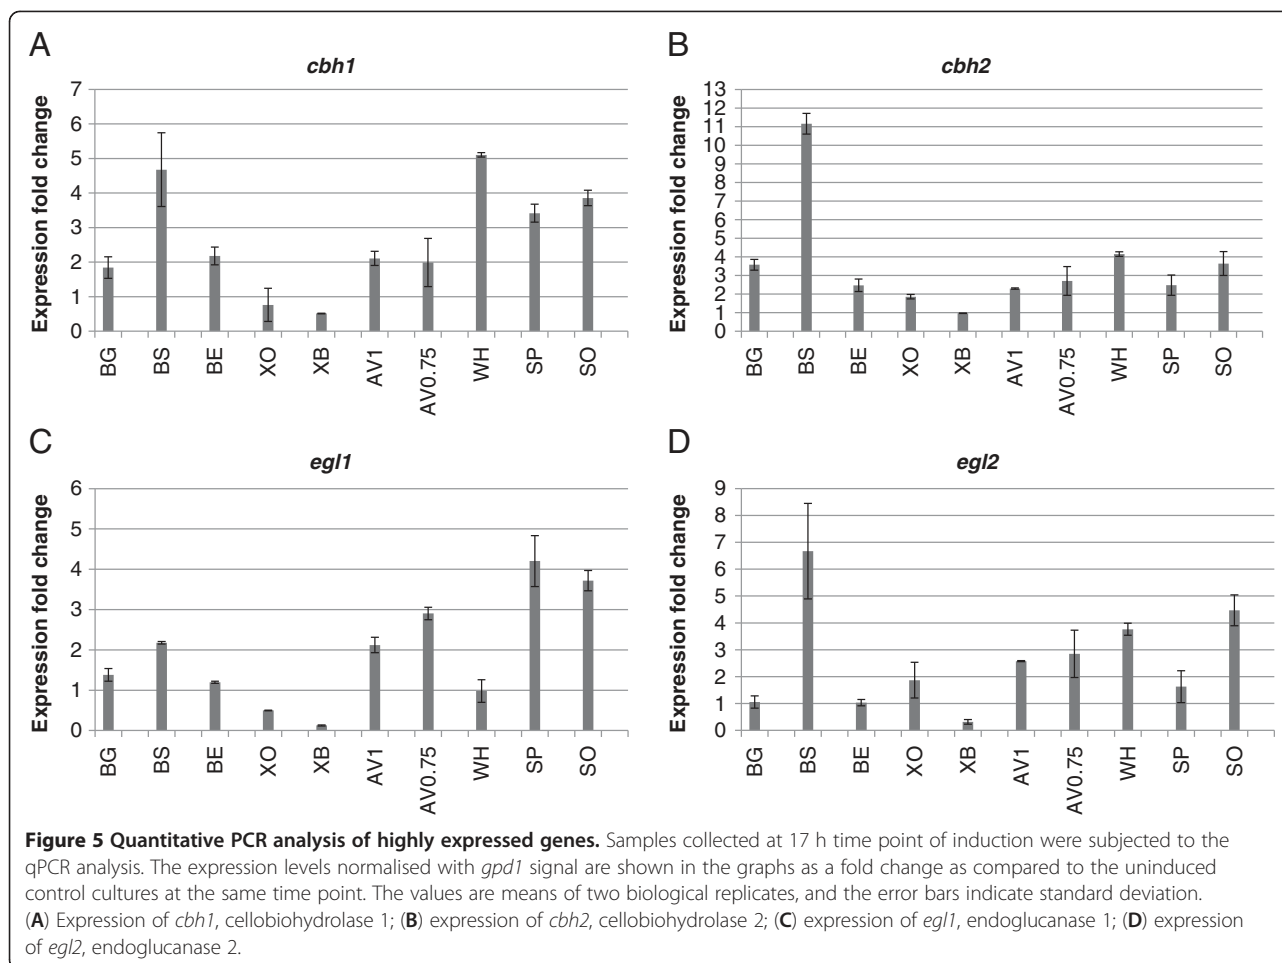 A
cbh1
Expression fold change
7
6
5
4
3
2
1
0
BG
BS
BE
XO
XB
AV1
AV0.75
WH
SP
SO
B
cbh2
Expression fold change
13
12
11
10
9
8
7
6
5
4
3
2
1
0
BG
BS
BE
XO
XB
AV1
AV0.75
WH
SP
SO
C
egl1
Expression fold change
6
5
4
3
2
1
0
BG
BS
BE
XO
XB
AV1
AV0.75
WH
SP
SO
D
egl2
Expression fold change
9
8
7
6
5
4
3
2
1
0
BG
BS
BE
XO
XB
AV1
AV0.75
WH
SP
SO
Figure 5 Quantitative PCR analysis of highly expressed genes. Samples collected at 17 h time point of induction were subjected to the
qPCR analysis. The expression levels normalised with gpd1 signal are shown in the graphs as a fold change as compared to the uninduced
control cultures at the same time point. The values are means of two biological replicates, and the error bars indicate standard deviation.
(A) Expression of cbh1, cellobiohydrolase 1; (B) expression of cbh2, cellobiohydrolase 2; (C) expression of egl1, endoglucanase 1; (D) expression
of egl2, endoglucanase 2.